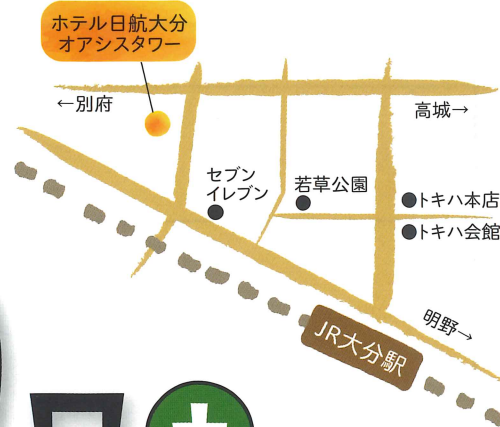 ホテル日航大分
オアシスタワー
←別府
高城→
セブン
イレブン
若草公園
トキハ本店
トキハ会館
明野→
JR大分駅